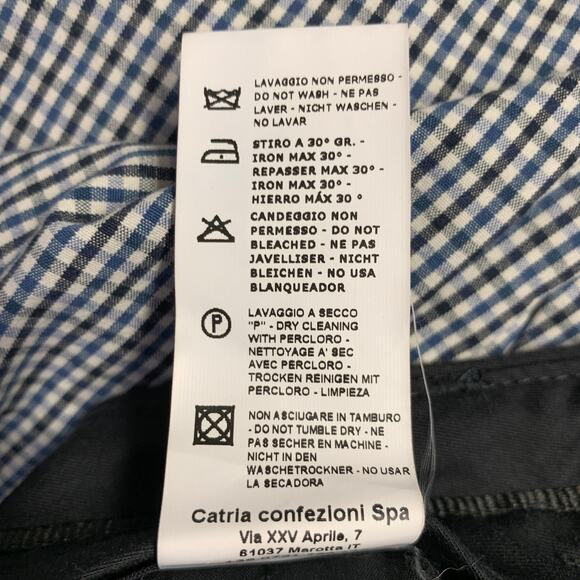 LAVAGGIO NON PERMESSO -
DO NOT WASH - NE PAS
LAVER - NICHT WASCHEN -
NO LAVAR
STIRO A 30° GR. -
IRON MAX 30° -
REPASSER MAX 30° -
IRON MAX 30° -
HIERRO MÁX 30 °
CANDEGGIO NON
PERMESSO - DO NOT
BLEACHED - NE PAS
JAVELLISER - NICHT
BLEICHEN - NO USA
BLANQUEADOR
P
LAVAGGIO A SECCO
"P" - DRY CLEANING
WITH PERCLORO -
NETTOYAGE A' SEC
AVEC PERCLORO -
TROCKEN REINIGEN MIT
PERCLORO - LIMPIEZA
NON ASCIUGARE IN TAMBURO
- DO NOT TUMBLE DRY - NE
PAS SECHER EN MACHINE -
NICHT IN DEN
WASCHETROCKNER - NO USAR
LA SECADORA
Catria confezioni Spa
Via XXV Aprile, 7
61037 Marotta IT